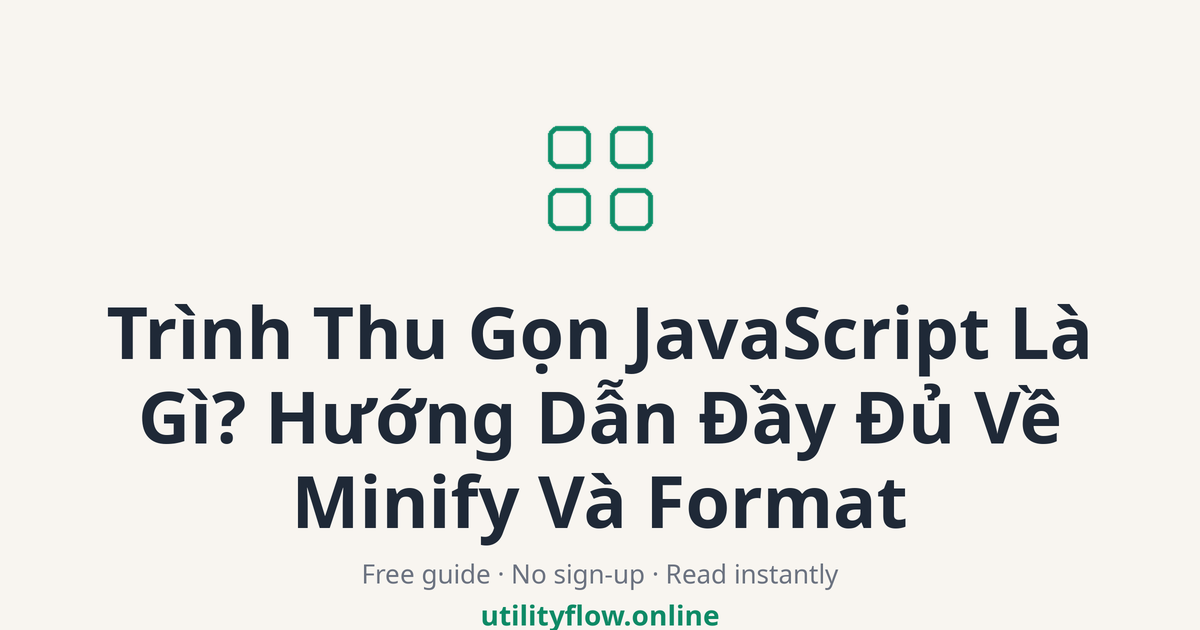 Trình Thu Gọn JavaScript Là
Gì? Hướng Dẫn Đầy Đủ Về
Minify Và Format
Free guide · No sign-up · Read instantly
utilityflow.online